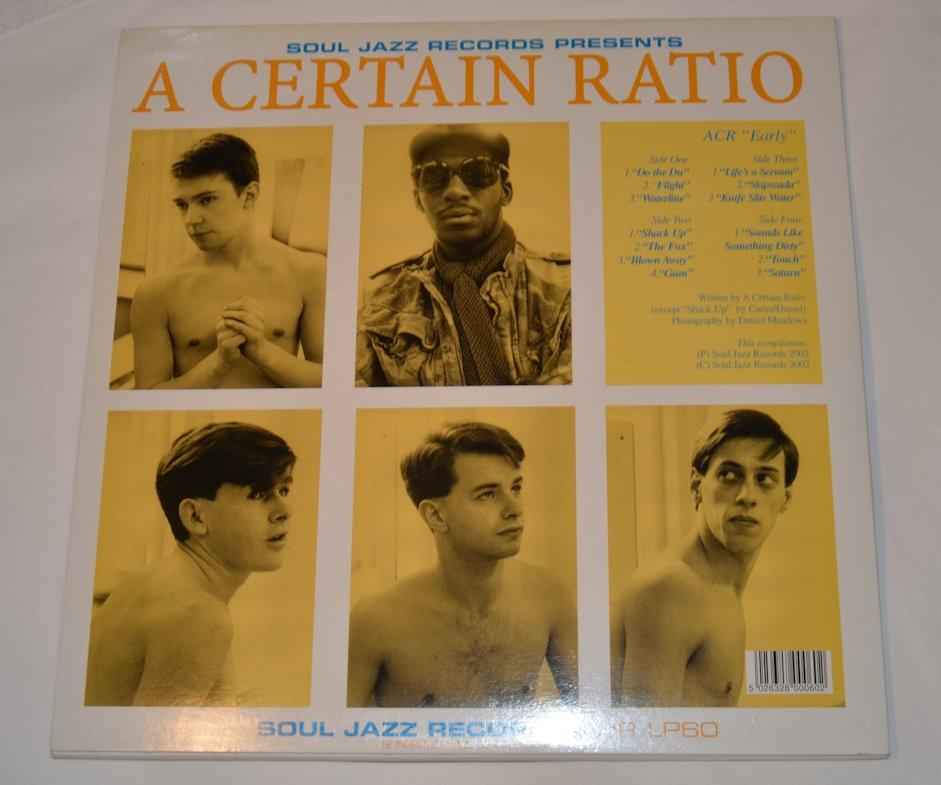 SOUL JAZZ RECORDS PRESENTS
A CERTAIN RATIO
ACR "Early"
Side One
1."Do the Du"
2."Flight"
3."Waterline"
Side Two
1."Shack Up"
2."The Fox"
3."Blown Away"
4."Gum"
Side Three
1."Life's a Scream"
2."Skipscada"
3."Knife Slits Water"
Side Four
1."Sounds Like
Something Dirty"
2."Touch"
3."Saturn"
Written by A Certain Ratio
(except "Shack Up" by Carter/Daniel)
Photography by Daniel Meadows
This compilation:
(P) Soul Jazz Records 2002
(C) Soul Jazz Records 2002
5 026328 000602
SOUL JAZZ LP60